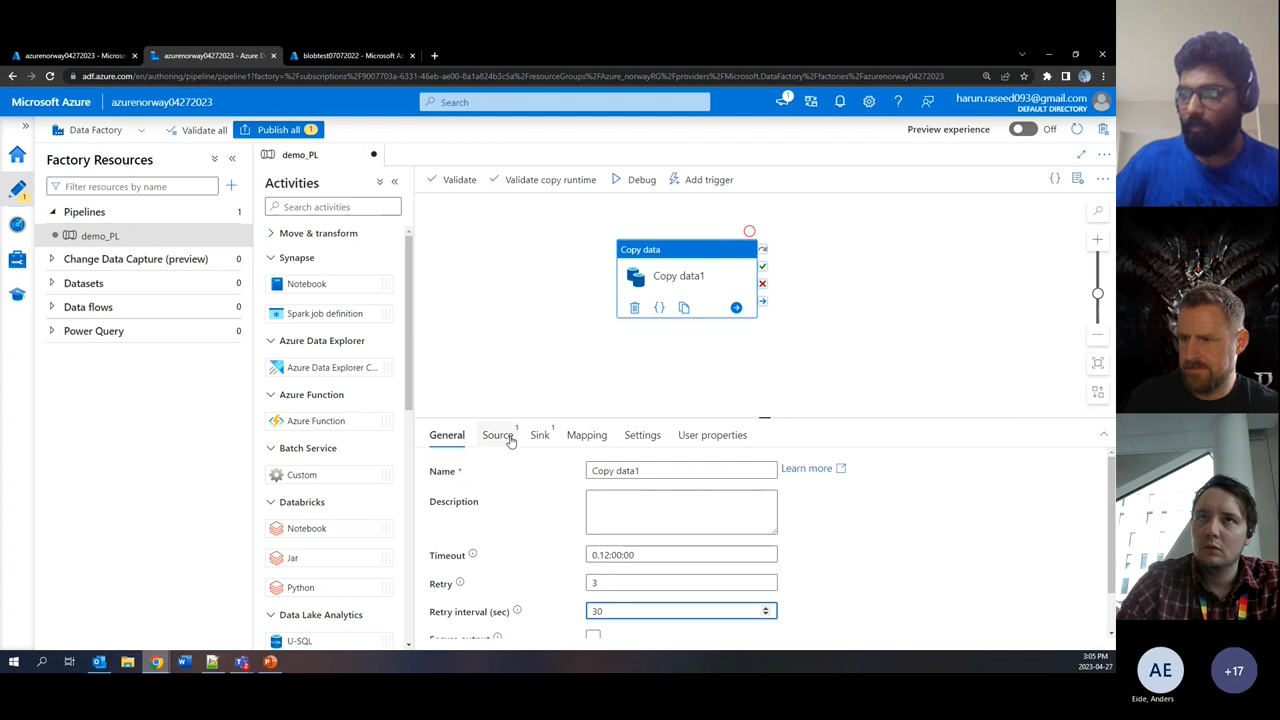 azurenorway04272023 - Microso
azurenorway04272023 - Azure D
blobtest07072022 - Microsoft A
adf.azure.com/en/authoring/pipeline/pipeline1?factory=%2Fsubscriptions%2F9007703a-6331-46eb-ae00-8a1a824b3c5a%2FresourceGroups%2FAzure_norwayRG%2Fproviders%2FMicrosoft.DataFactory%2Ffactories%2Fazurenorway04272023
Microsoft Azure
azurenorway04272023
Search
1
harun.raseed093@gmail.com
DEFAULT DIRECTORY
Data Factory
Validate all
Publish all 1
Preview experience
Off
Factory Resources
Filter resources by name
Pipelines 1
demo_PL
Change Data Capture (preview) 0
Datasets 0
Data flows 0
Power Query 0
demo_PL
Activities
Search activities
Move & transform
Synapse
Notebook
Spark job definition
Azure Data Explorer
Azure Data Explorer C...
Azure Function
Azure Function
Batch Service
Custom
Databricks
Notebook
Jar
Python
Data Lake Analytics
U-SQL
Validate
Validate copy runtime
Debug
Add trigger
Copy data
Copy data1
General
Source 1
Sink 1
Mapping
Settings
User properties
Name *
Copy data1
Learn more
Description
Timeout
0.12:00:00
Retry
3
Retry interval (sec)
30
Secure output
3:05 PM
2023-04-27
AE
Eide, Anders
+17